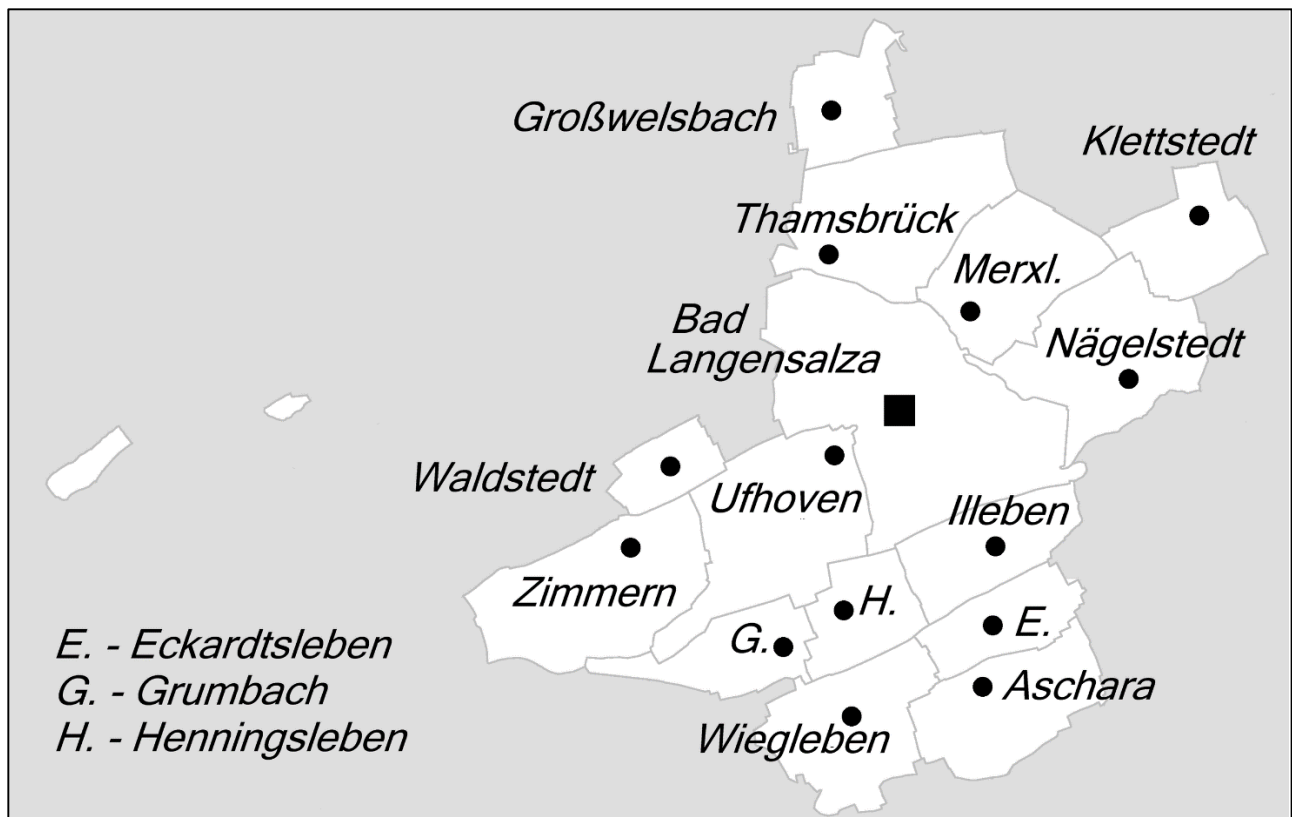 Großwelsbach
Klettstedt
Thamsbrück
Merxl.
Bad
Langensalza
Nägelstedt
Waldstedt
Ufhoven
Illeben
Zimmern
H.
E.
G.
Aschara
Wiegleben
E. - Eckardtsleben
G. - Grumbach
H. - Henningsleben